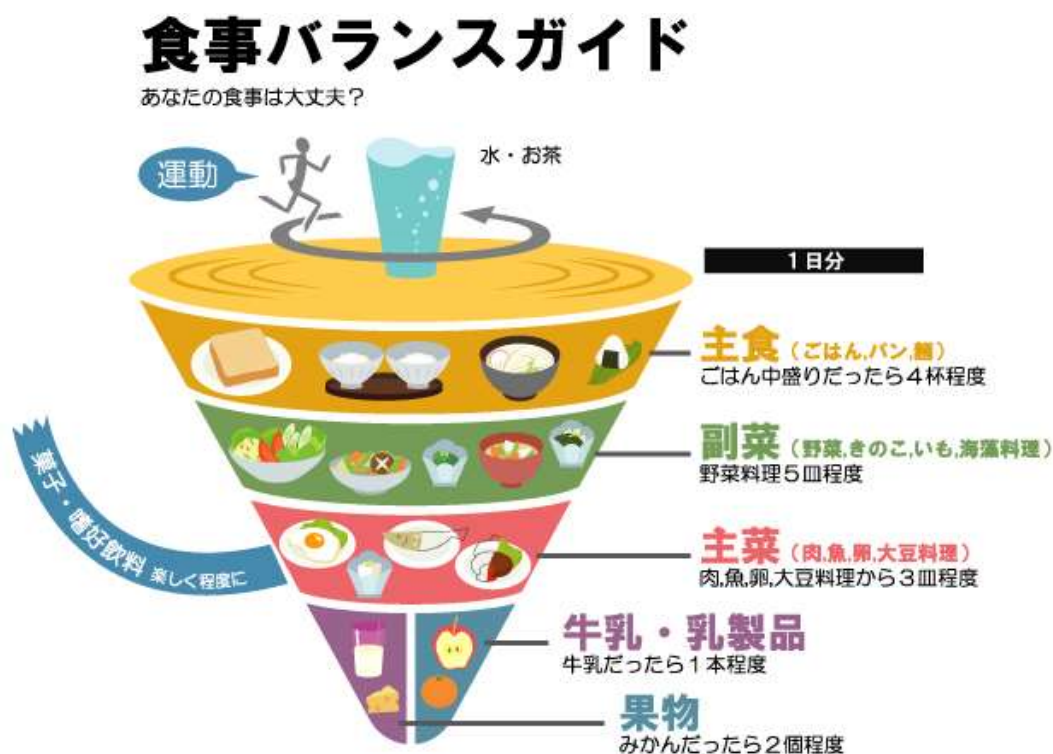 食事バランスガイド
あなたの食事は大丈夫？
運動
水・お茶
1日分
主食（ごはん,パン,麺）
ごはん中盛りだったら4杯程度
副菜（野菜,きのこ,いも,海藻料理）
野菜料理5皿程度
菓子・嗜好飲料 楽しく程度に
主菜（肉,魚,卵,大豆料理）
肉,魚,卵,大豆料理から3皿程度
牛乳・乳製品
牛乳だったら1本程度
果物
みかんだったら2個程度